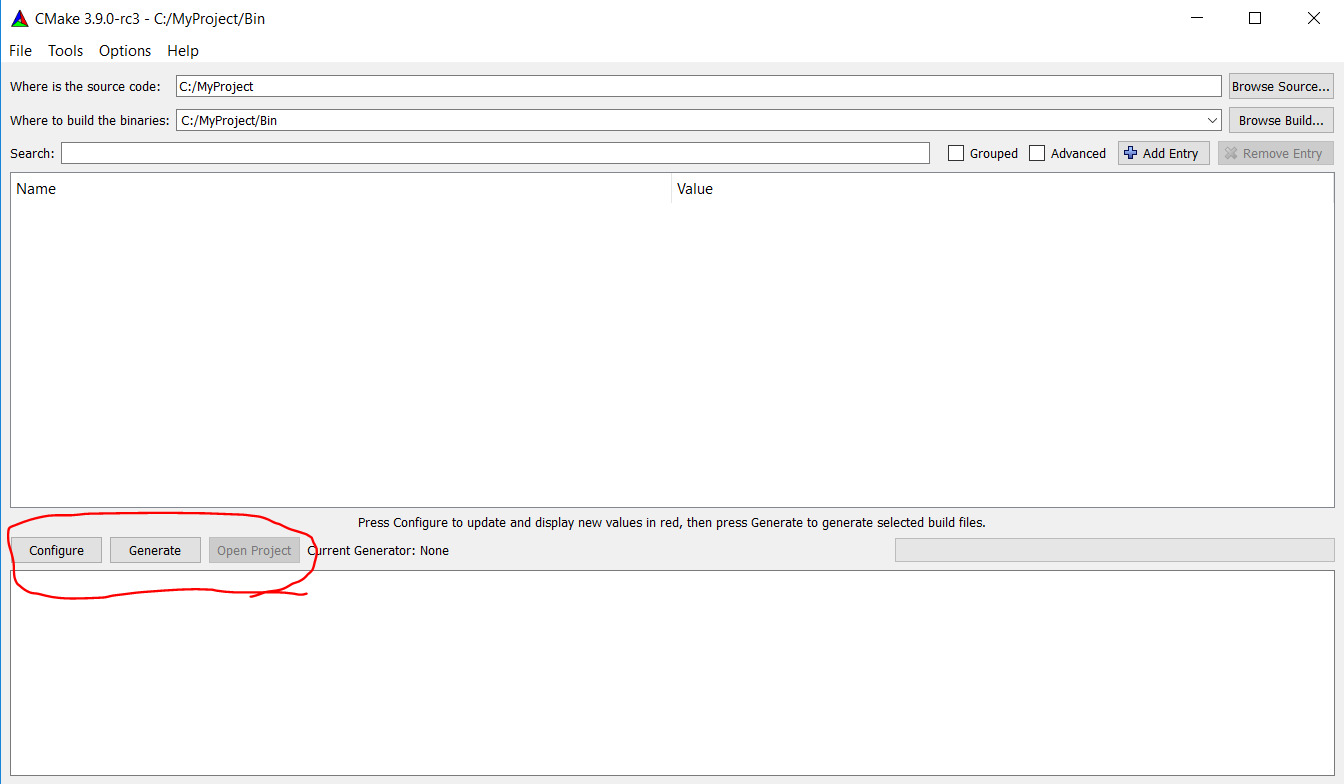 CMake 3.9.0-rc3 - C:/MyProject/Bin
File Tools Options Help
Where is the source code: C:/MyProject Browse Source...
Where to build the binaries: C:/MyProject/Bin Browse Build...
Search: Grouped Advanced Add Entry Remove Entry
Name Value
Press Configure to update and display new values in red, then press Generate to generate selected build files.
Configure Generate Open Project Current Generator: None